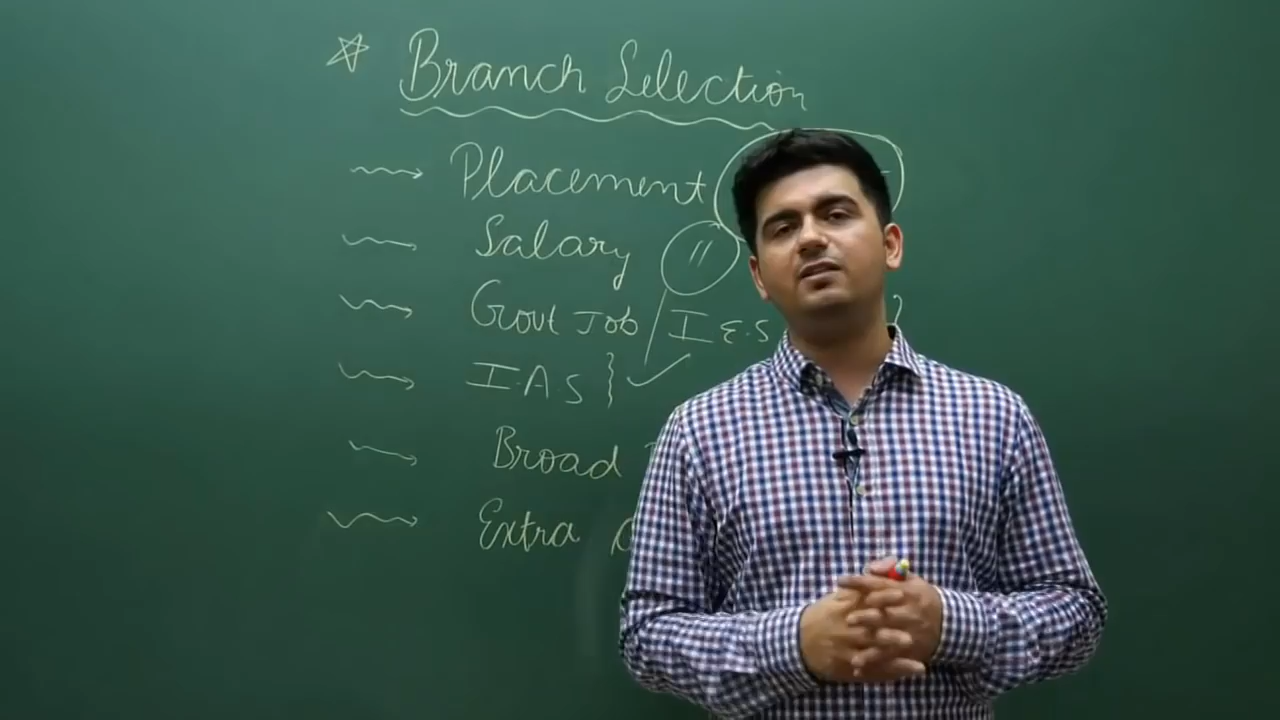 Branch Selection
Placement
Salary "
Govt Job / I.E.S
I.A.S } ✓
Broad
Extra